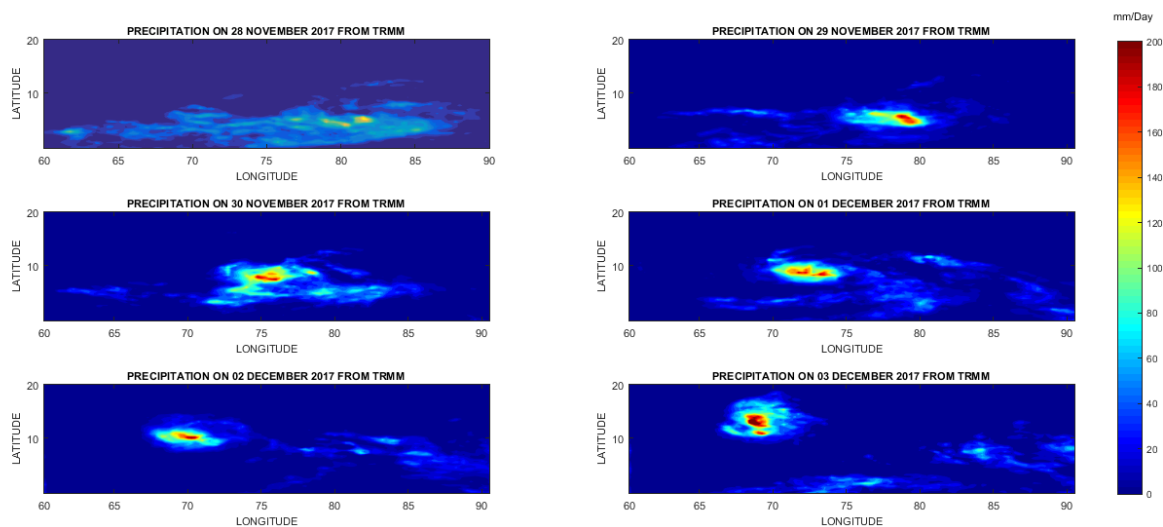 mm/Day
PRECIPITATION ON 28 NOVEMBER 2017 FROM TRMM
20
10
LATITUDE
60 65 70 75 80 85 90
LONGITUDE
PRECIPITATION ON 29 NOVEMBER 2017 FROM TRMM
20
10
LATITUDE
60 65 70 75 80 85 90
LONGITUDE
PRECIPITATION ON 30 NOVEMBER 2017 FROM TRMM
20
10
LATITUDE
60 65 70 75 80 85 90
LONGITUDE
PRECIPITATION ON 01 DECEMBER 2017 FROM TRMM
20
10
LATITUDE
60 65 70 75 80 85 90
LONGITUDE
PRECIPITATION ON 02 DECEMBER 2017 FROM TRMM
20
10
LATITUDE
60 65 70 75 80 85 90
LONGITUDE
PRECIPITATION ON 03 DECEMBER 2017 FROM TRMM
20
10
LATITUDE
60 65 70 75 80 85 90
LONGITUDE
200
180
160
140
120
100
80
60
40
20
0